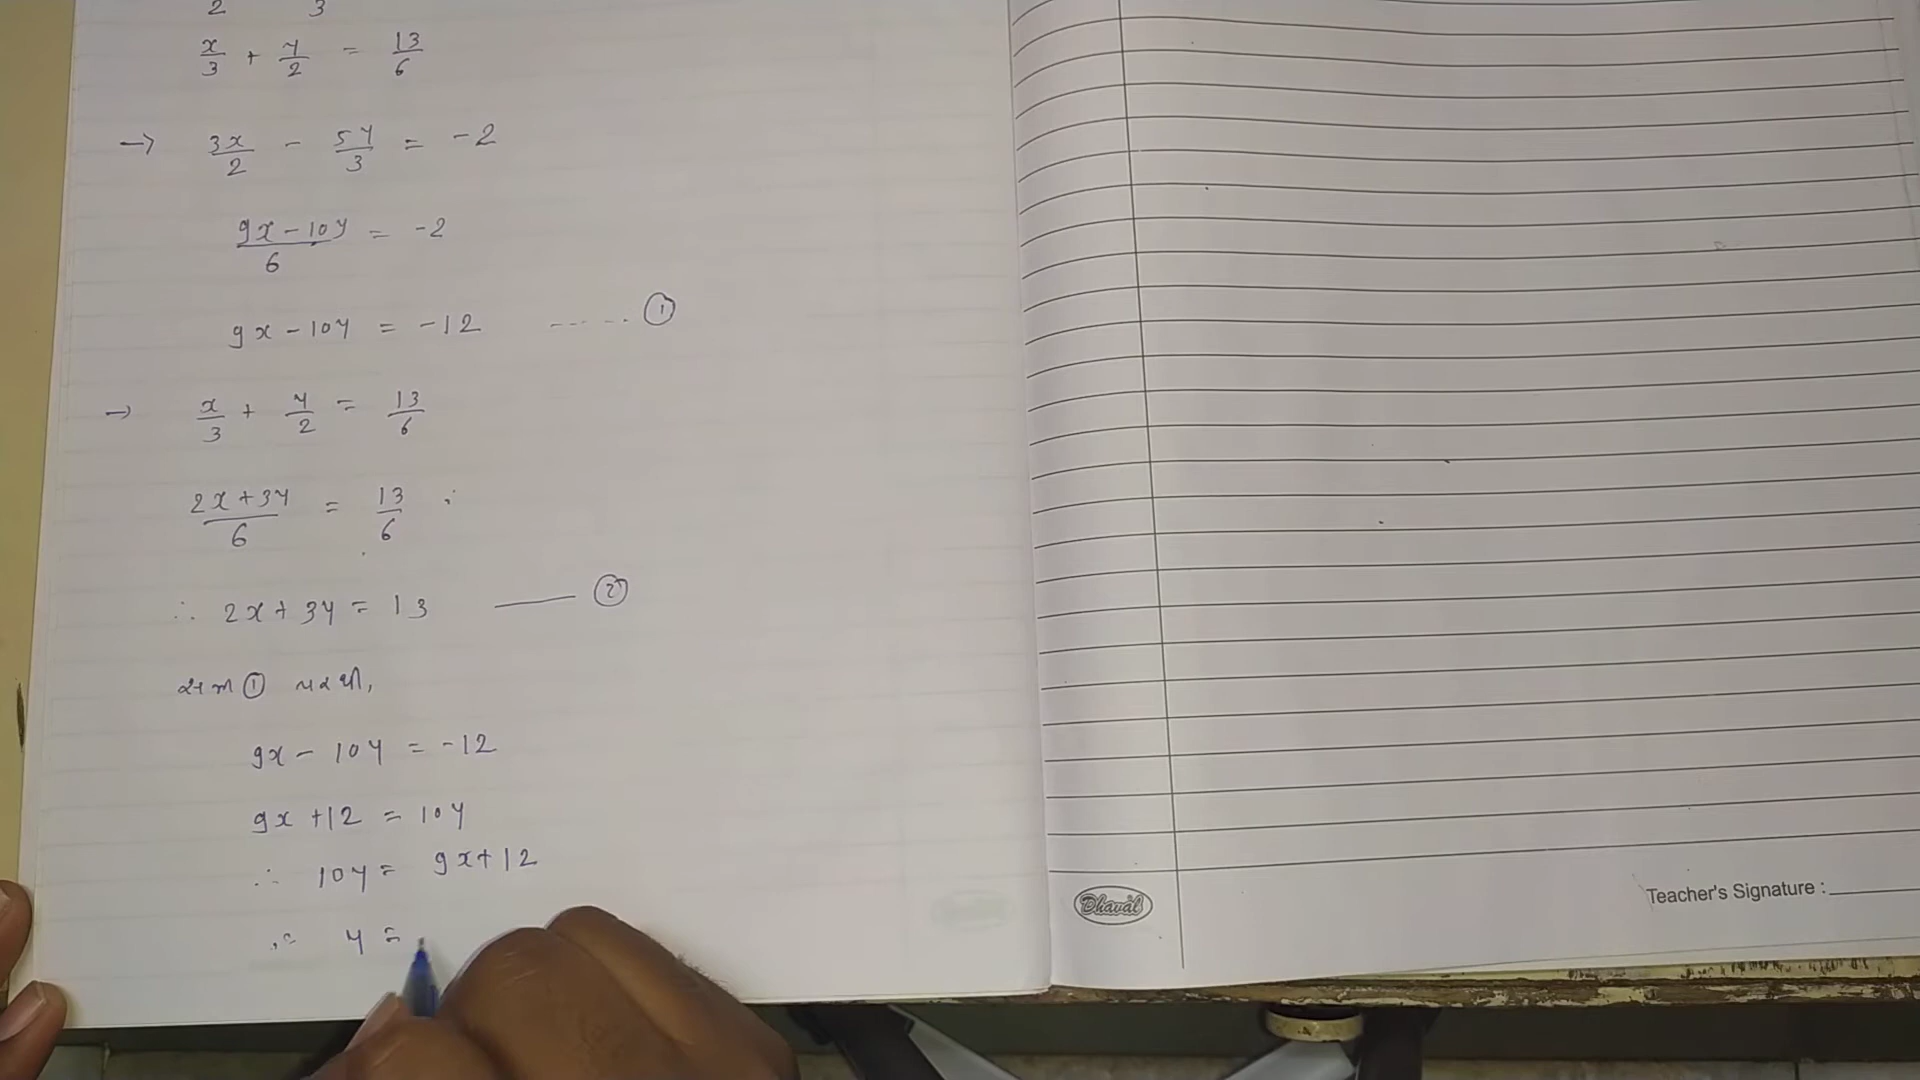 2 3
x/3 + y/2 = 13/6
→ 3x/2 - 5y/3 = -2
9x - 10y/6 = -2
9x - 10y = -12 ..... ①
→ x/3 + y/2 = 13/6
2x + 3y/6 = 13/6
∴ 2x + 3y = 13 —— ②
સમી ① પરથી,
9x - 10y = -12
9x + 12 = 10y
∴ 10y = 9x + 12
∴ y =
Dhaval
Teacher's Signature :